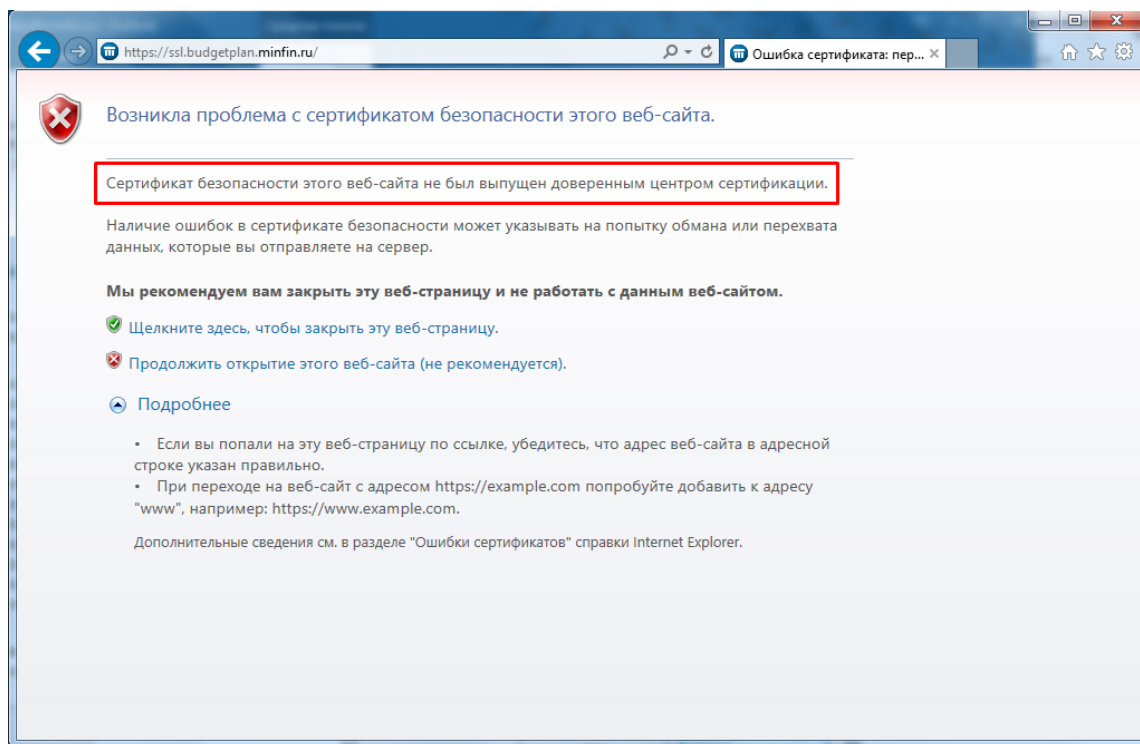 https://ssl.budgetplan.minfin.ru/
Ошибка сертификата: пер...
Возникла проблема с сертификатом безопасности этого веб-сайта.
Сертификат безопасности этого веб-сайта не был выпущен доверенным центром сертификации.
Наличие ошибок в сертификате безопасности может указывать на попытку обмана или перехвата
данных, которые вы отправляете на сервер.
Мы рекомендуем вам закрыть эту веб-страницу и не работать с данным веб-сайтом.
Щелкните здесь, чтобы закрыть эту веб-страницу.
Продолжить открытие этого веб-сайта (не рекомендуется).
Подробнее
• Если вы попали на эту веб-страницу по ссылке, убедитесь, что адрес веб-сайта в адресной
строке указан правильно.
• При переходе на веб-сайт с адресом https://example.com попробуйте добавить к адресу
"www", например: https://www.example.com.
Дополнительные сведения см. в разделе "Ошибки сертификатов" справки Internet Explorer.